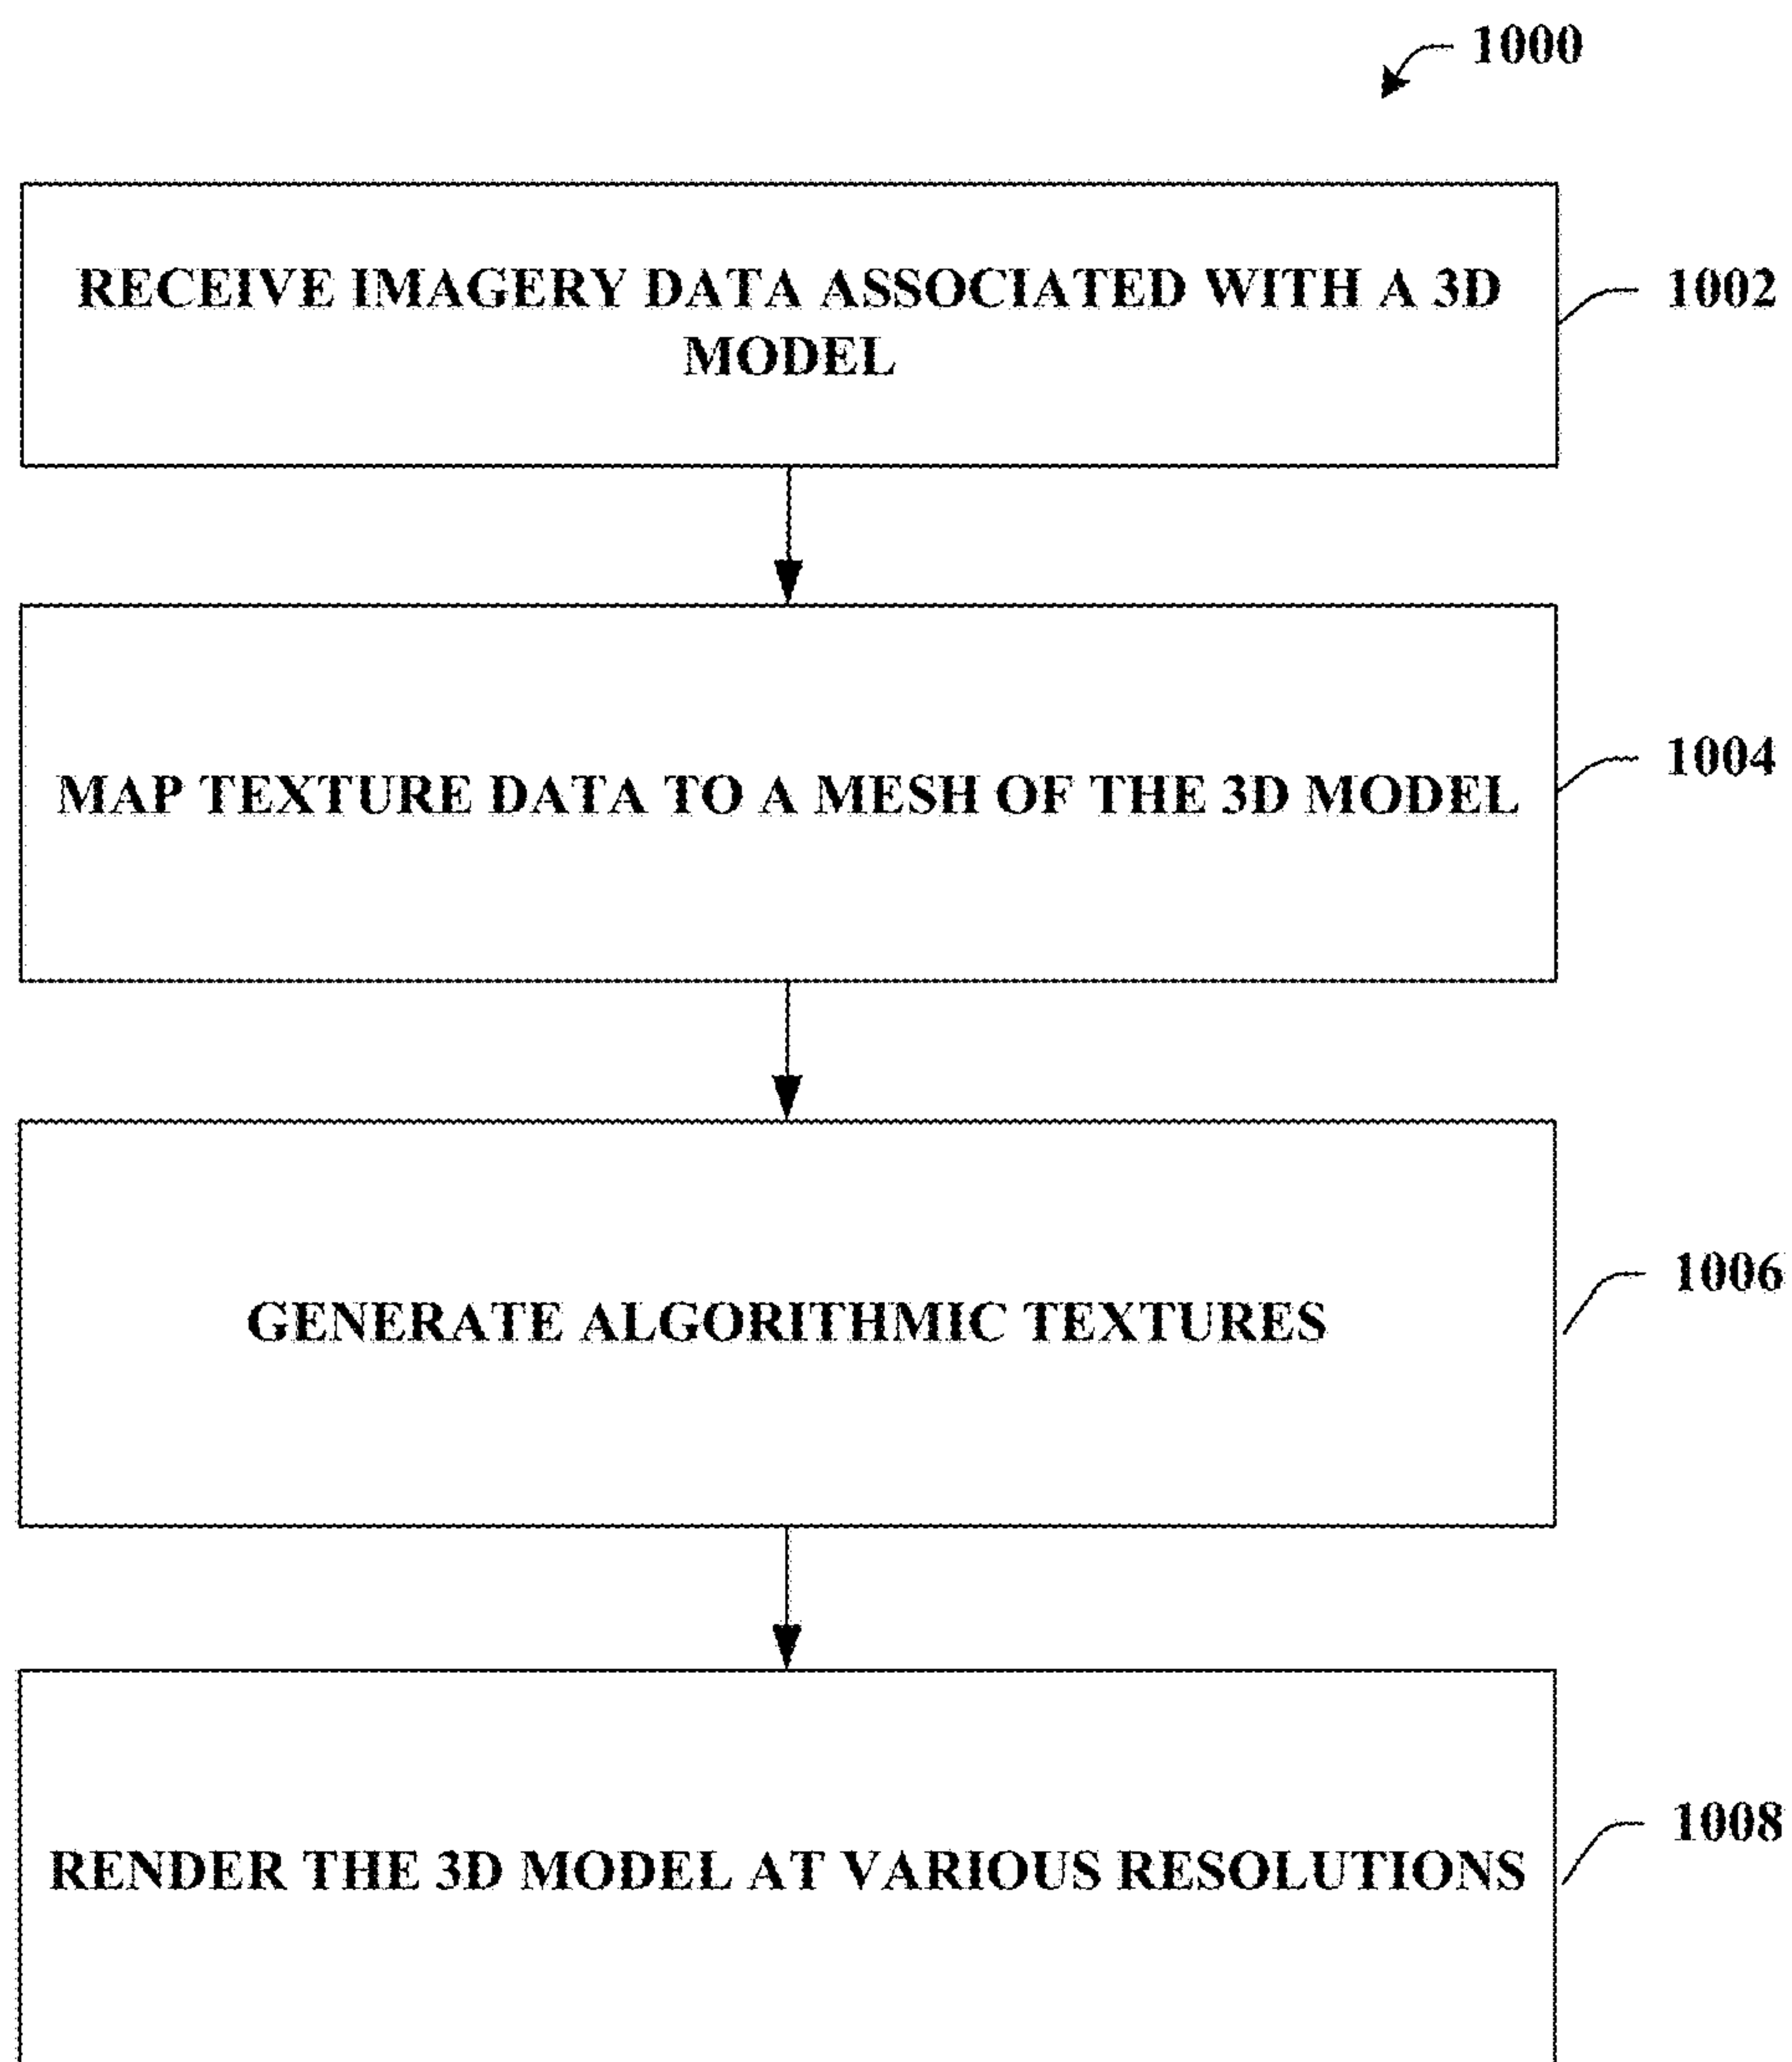 1000
RECEIVE IMAGERY DATA ASSOCIATED WITH A 3D
MODEL
1002
MAP TEXTURE DATA TO A MESH OF THE 3D MODEL
1004
GENERATE ALGORITHMIC TEXTURES
1006
RENDER THE 3D MODEL AT VARIOUS RESOLUTIONS
1008